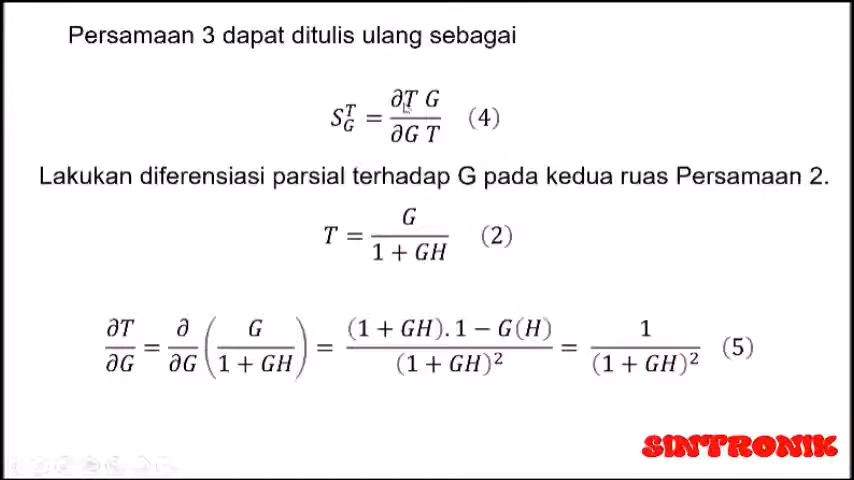 Persamaan 3 dapat ditulis ulang sebagai
S_G^T = ∂T G / ∂G T (4)
Lakukan diferensiasi parsial terhadap G pada kedua ruas Persamaan 2.
T = G / 1 + GH (2)
∂T/∂G = ∂/∂G (G / 1 + GH) = (1 + GH).1 − G(H) / (1 + GH)² = 1 / (1 + GH)² (5)
SINTRONIK